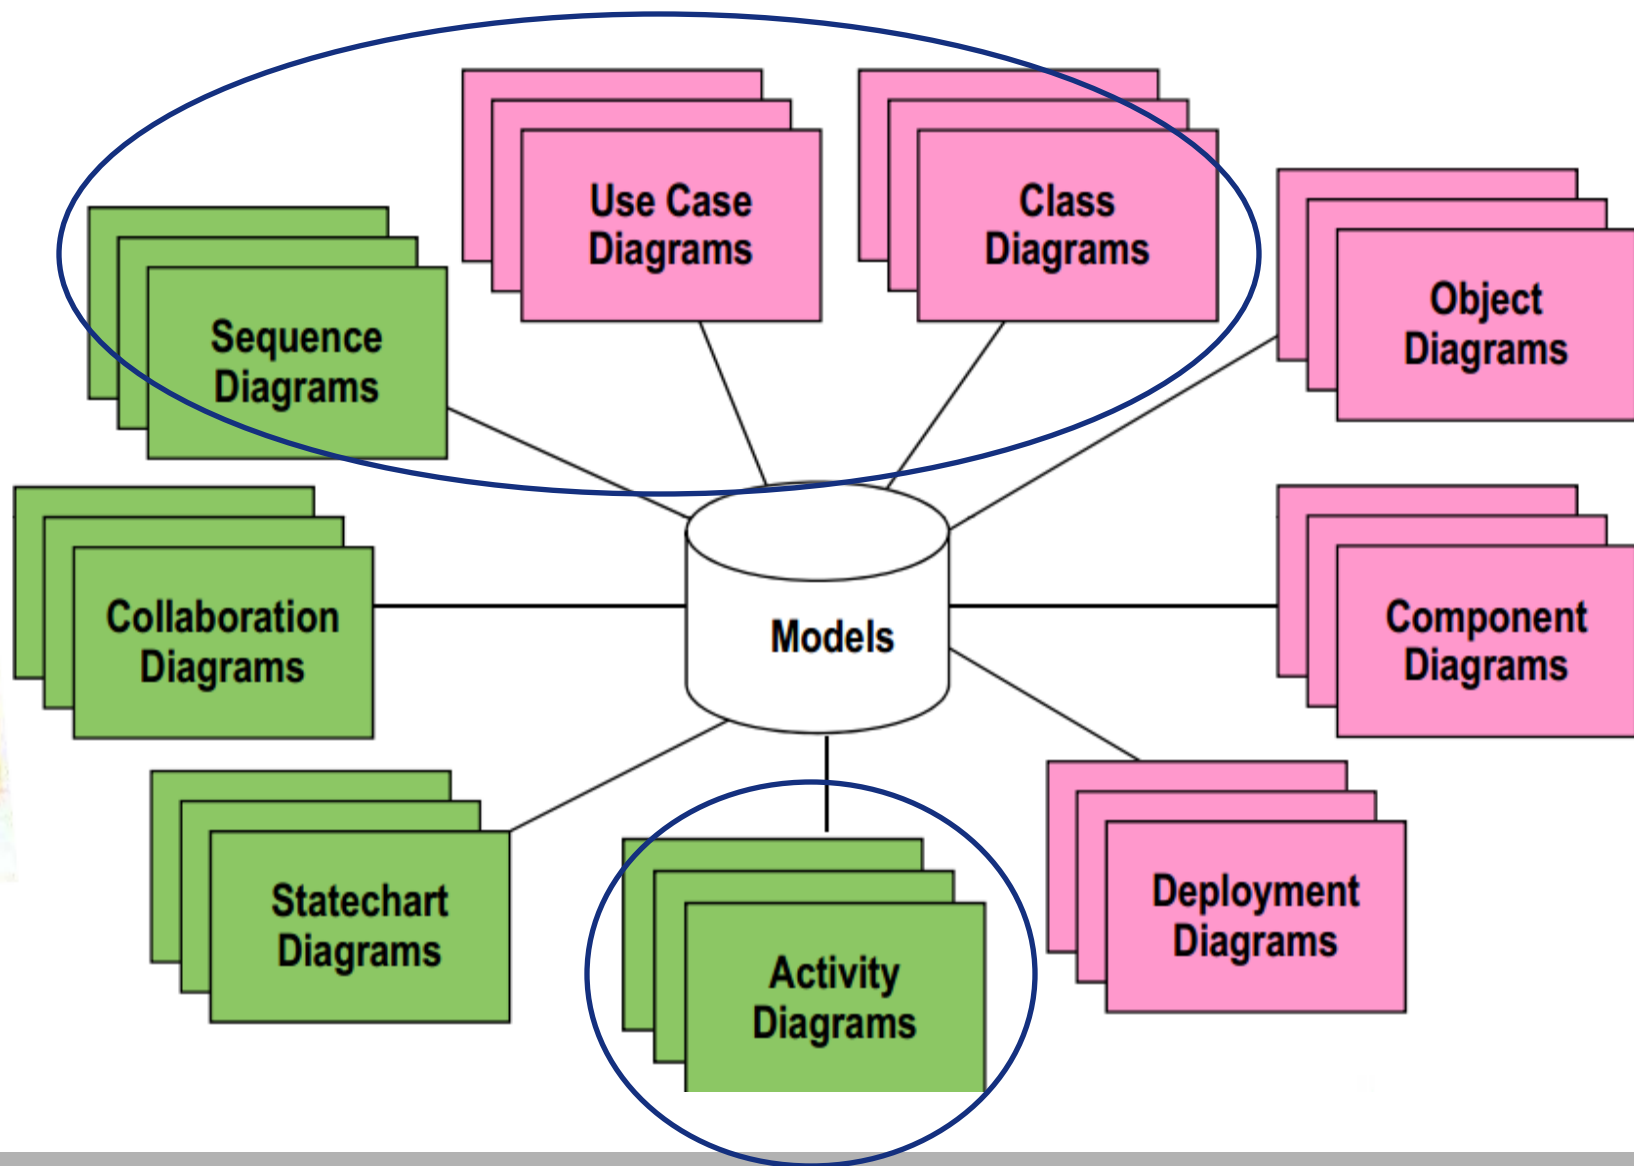 Use Case
Diagrams
Class
Diagrams
Sequence
Diagrams
Object
Diagrams
Collaboration
Diagrams
Models
Component
Diagrams
Statechart
Diagrams
Activity
Diagrams
Deployment
Diagrams